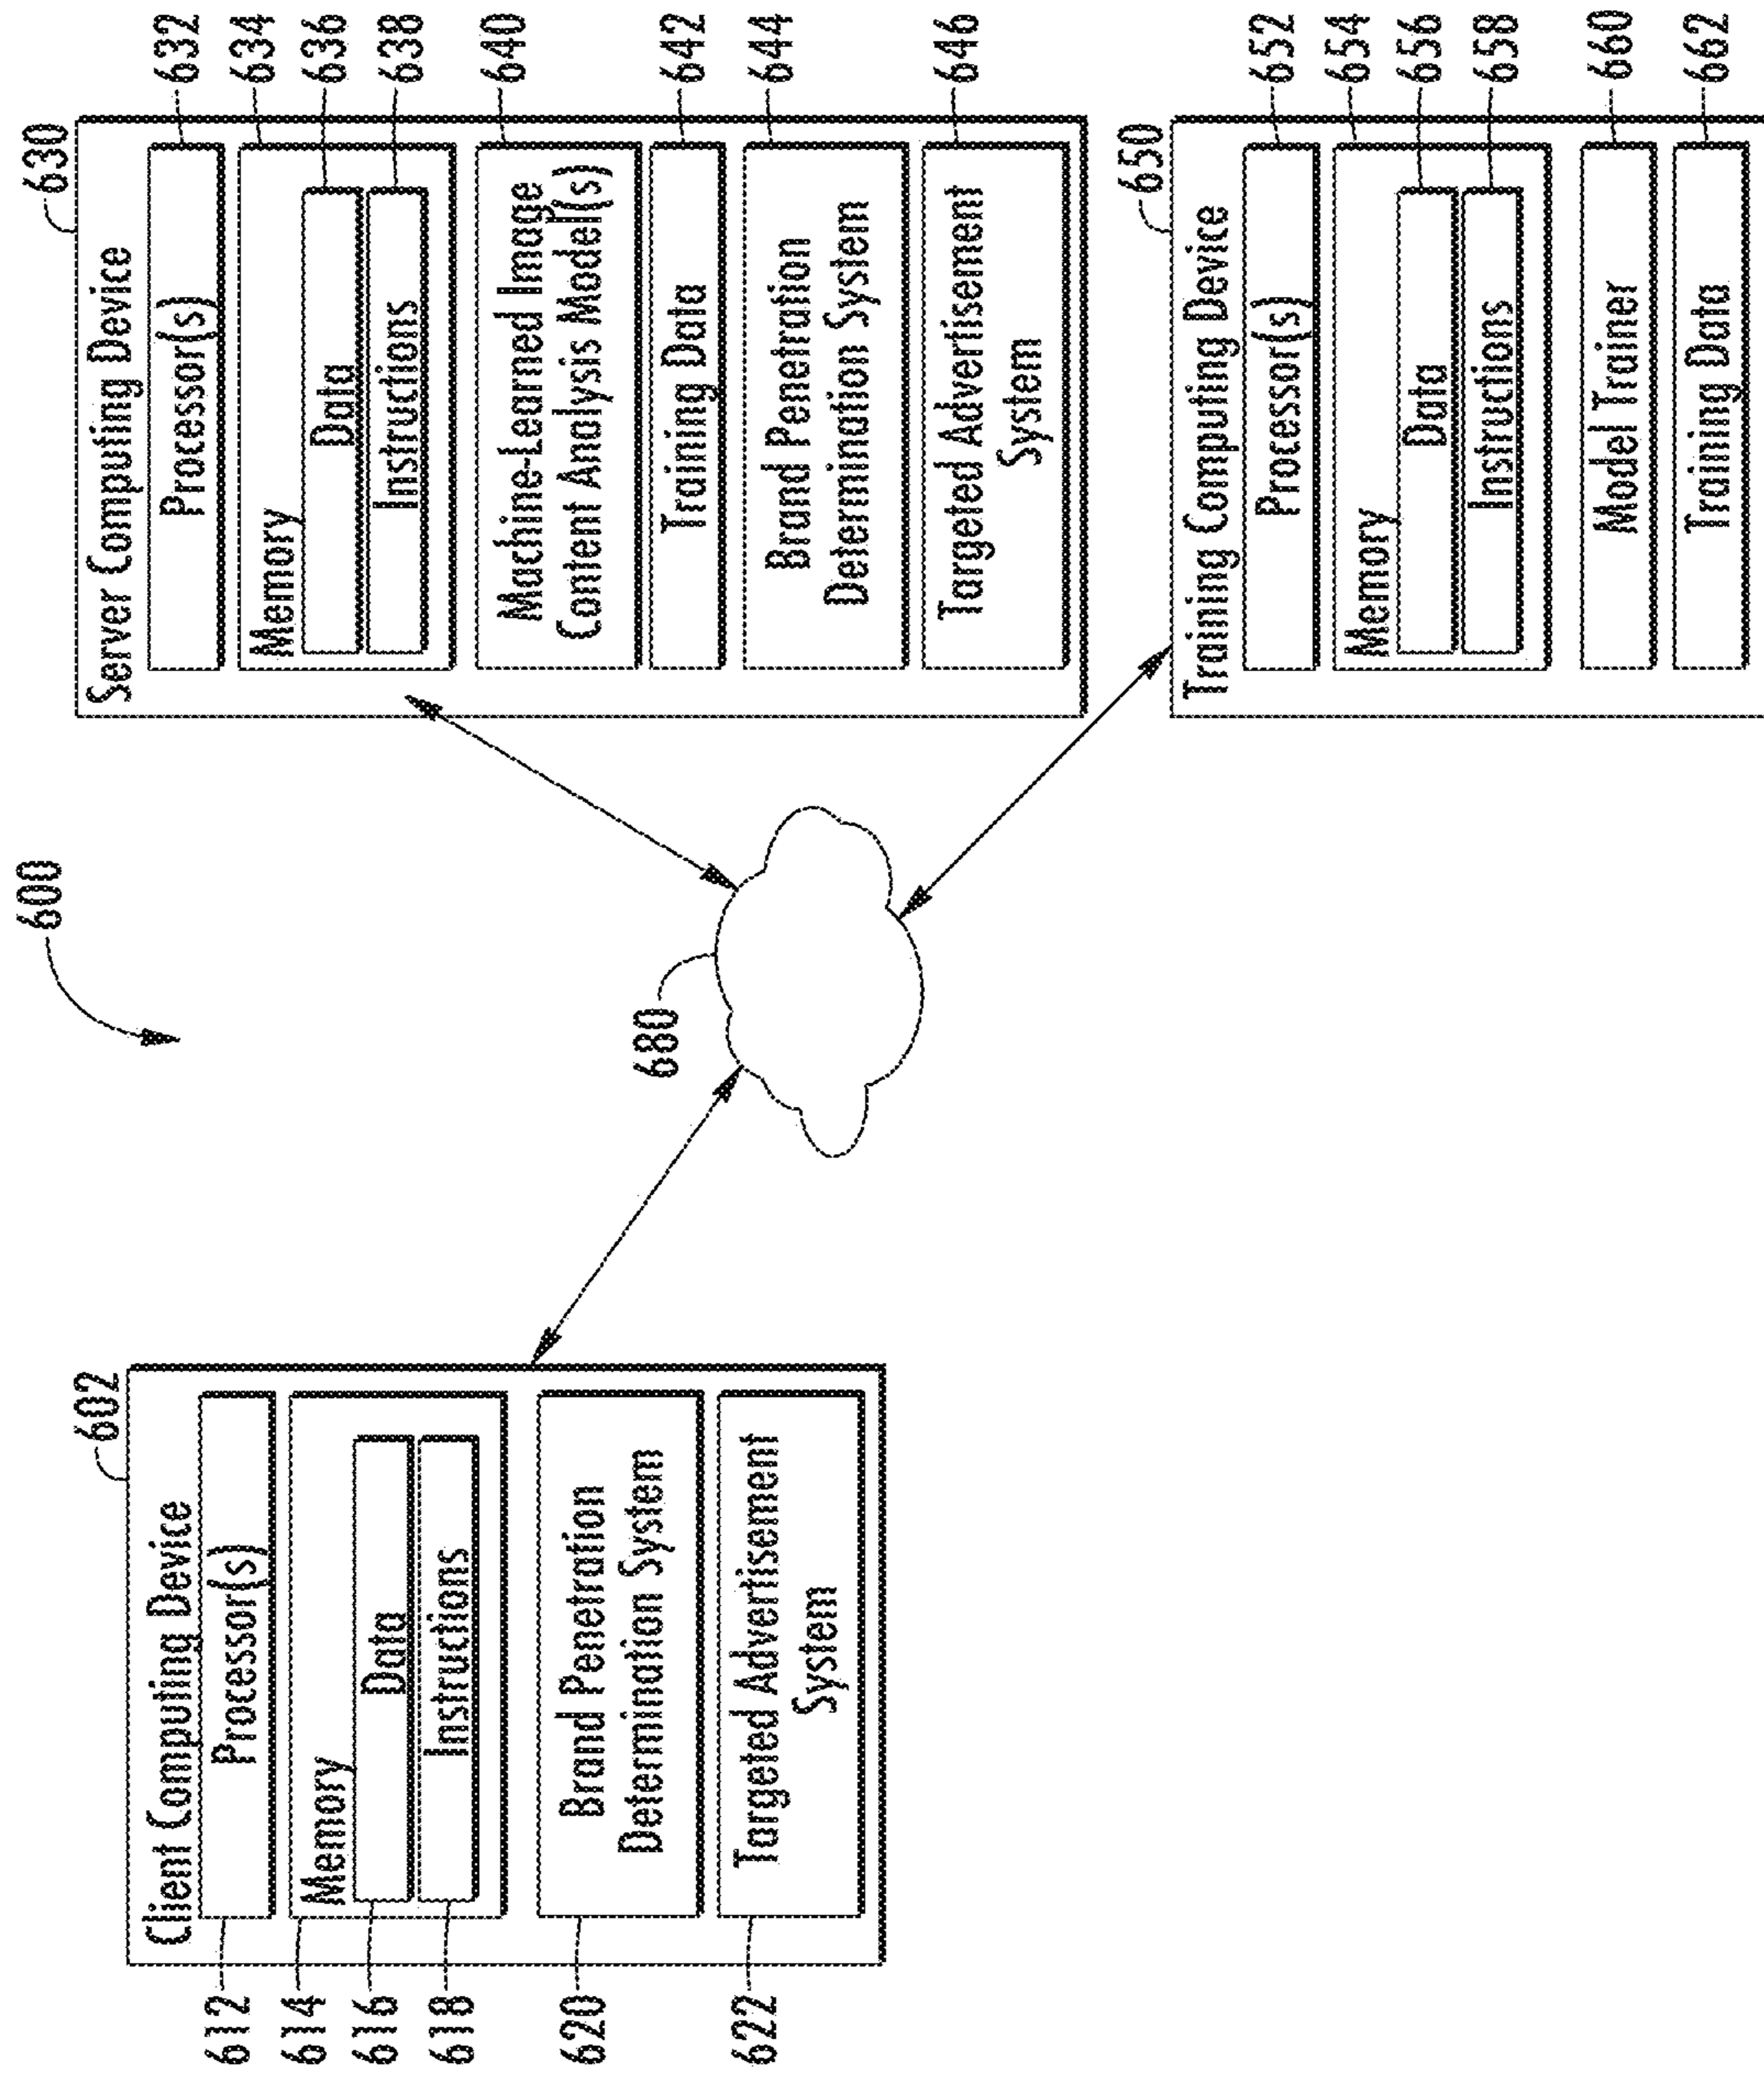 600
602
Client Computing Device
612
Processor(s)
614
Memory
616
Data
618
Instructions
620
Brand Penetration
Determination System
622
Targeted Advertisement
System
680
630
Server Computing Device
Processor(s)
632
Memory
634
Data
636
Instructions
638
Machine-Learned Image
Content Analysis Model(s)
640
Training Data
642
Brand Penetration
Determination System
644
Targeted Advertisement
System
646
650
Training Computing Device
Processor(s)
652
Memory
654
Data
656
Instructions
658
Model Trainer
660
Training Data
662